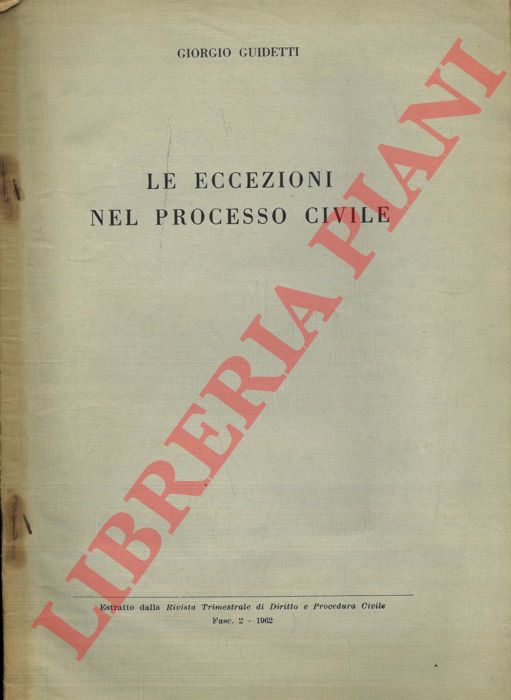 GIORGIO GUIDETTI
LE ECCEZIONI
NEL PROCESSO CIVILE
LIBRERIA PIANI
Estratto dalla Rivista Trimestrale di Diritto e Procedura Civile
Fasc. 2 - 1962